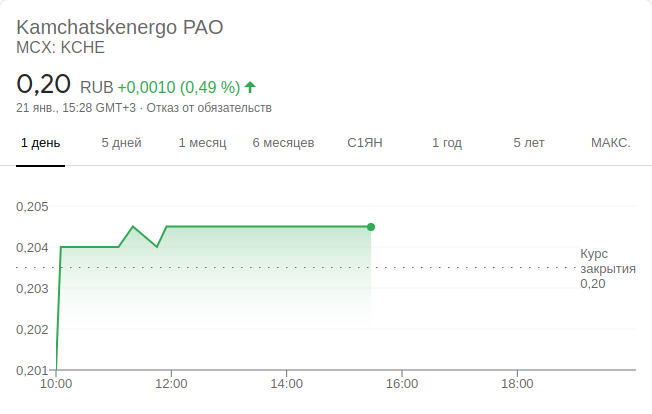 Kamchatskenergo PAO
MCX: KCHE
0,20 RUB +0,0010 (0,49 %)
21 янв., 15:28 GMT+3 · Отказ от обязательств
1 день 5 дней 1 месяц 6 месяцев С1ЯН 1 год 5 лет МАКС.
0,205
0,204
Курс
закрытия
0,20
0,203
0,202
0,201
10:00 12:00 14:00 16:00 18:00